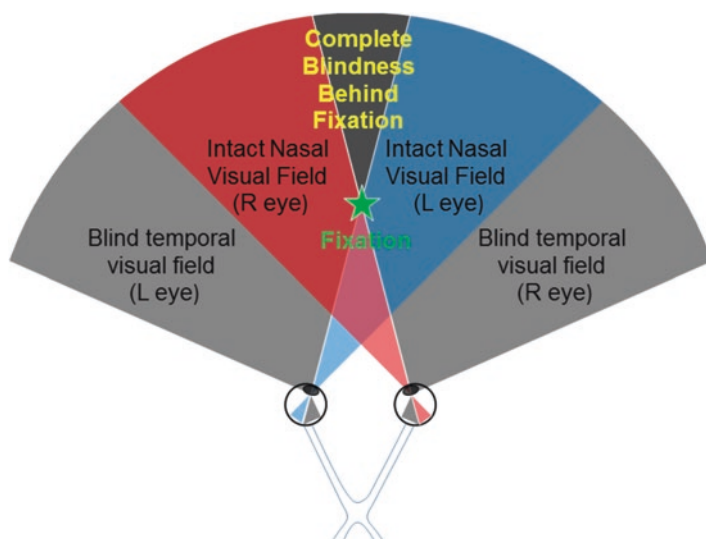 Complete
Blindness
Behind
Fixation
Intact Nasal
Visual Field
(R eye)
Intact Nasal
Visual Field
(L eye)
Fixation
Blind temporal
visual field
(L eye)
Blind temporal
visual field
(R eye)